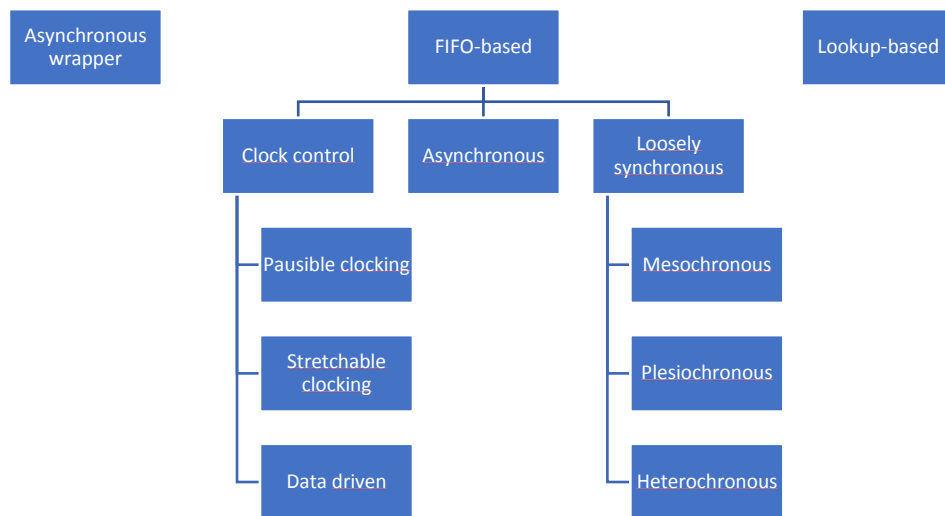 Asynchronous
wrapper
FIFO-based
Lookup-based
Clock control
Asynchronous
Loosely
synchronous
Pausible clocking
Mesochronous
Stretchable
clocking
Plesiochronous
Data driven
Heterochronous